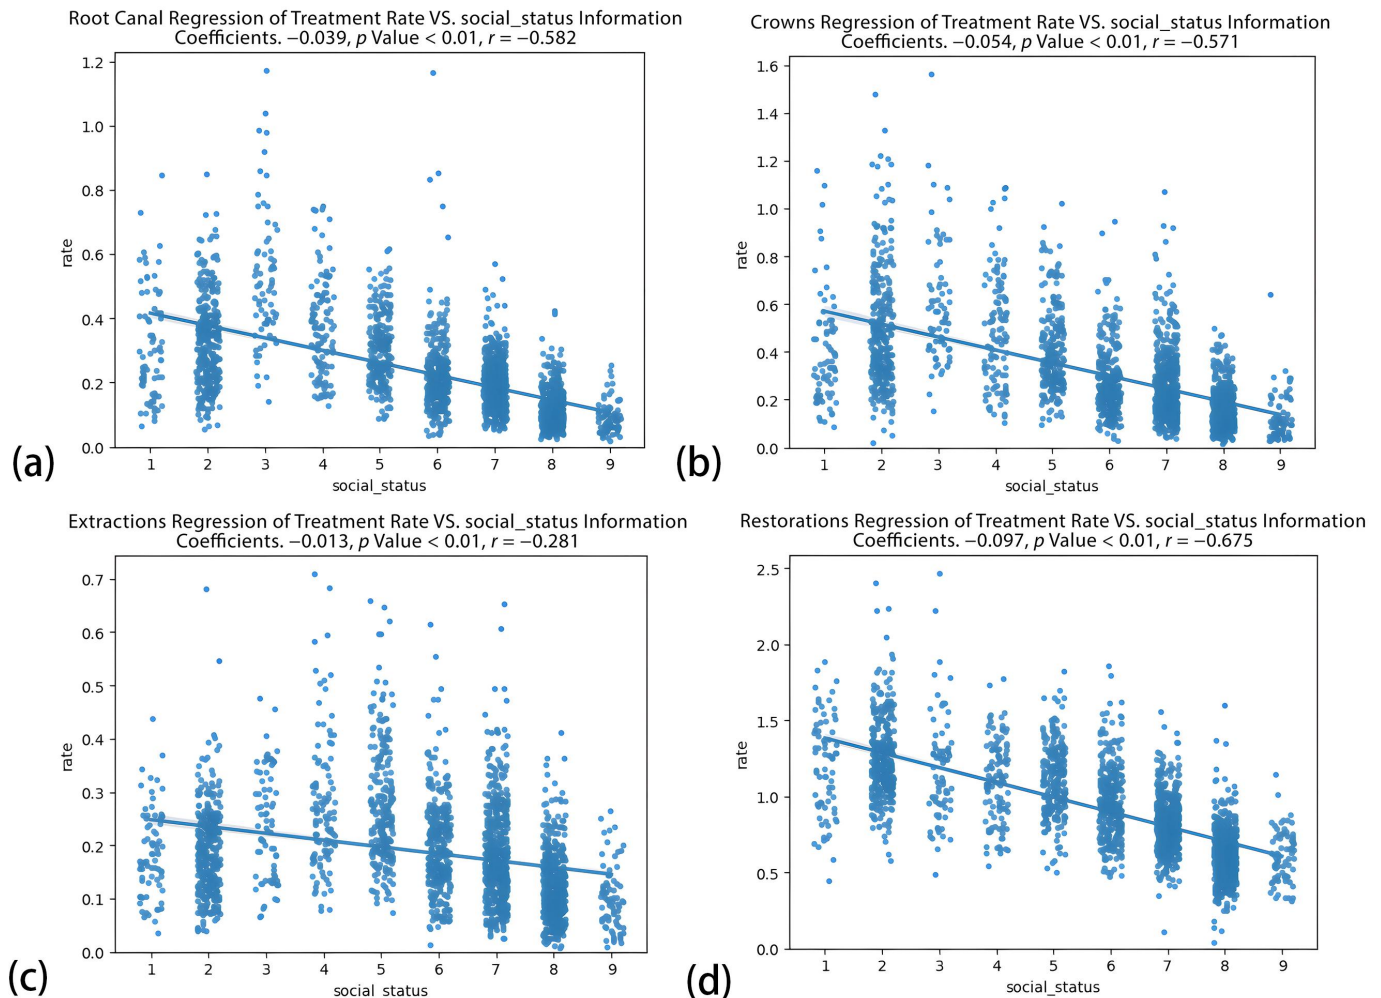 Root Canal Regression of Treatment Rate VS. social_status Information
Coefficients. −0.039, p Value < 0.01, r = −0.582
1.2
1.0
0.8
0.6
0.4
0.2
0.0
rate
1 2 3 4 5 6 7 8 9
social_status
(a)
Crowns Regression of Treatment Rate VS. social_status Information
Coefficients. −0.054, p Value < 0.01, r = −0.571
1.6
1.4
1.2
1.0
0.8
0.6
0.4
0.2
0.0
rate
1 2 3 4 5 6 7 8 9
social_status
(b)
Extractions Regression of Treatment Rate VS. social_status Information
Coefficients. −0.013, p Value < 0.01, r = −0.281
0.7
0.6
0.5
0.4
0.3
0.2
0.1
0.0
rate
1 2 3 4 5 6 7 8 9
social_status
(c)
Restorations Regression of Treatment Rate VS. social_status Information
Coefficients. −0.097, p Value < 0.01, r = −0.675
2.5
2.0
1.5
1.0
0.5
0.0
rate
1 2 3 4 5 6 7 8 9
social_status
(d)